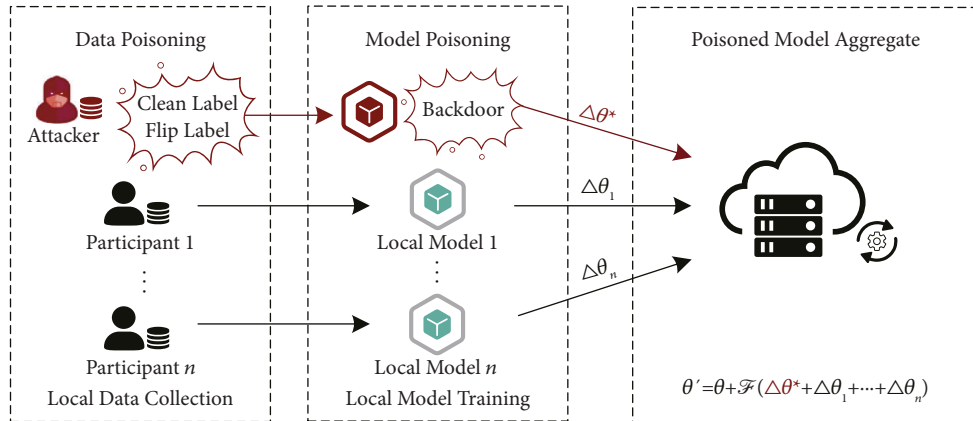 Data Poisoning
Attacker
Clean Label
Flip Label
Participant 1
⋮
Participant n
Local Data Collection
Model Poisoning
Backdoor
Local Model 1
⋮
Local Model n
Local Model Training
△θ*
△θ₁
△θₙ
Poisoned Model Aggregate
θ´=θ+ℱ(△θ*+△θ₁+···+△θₙ)